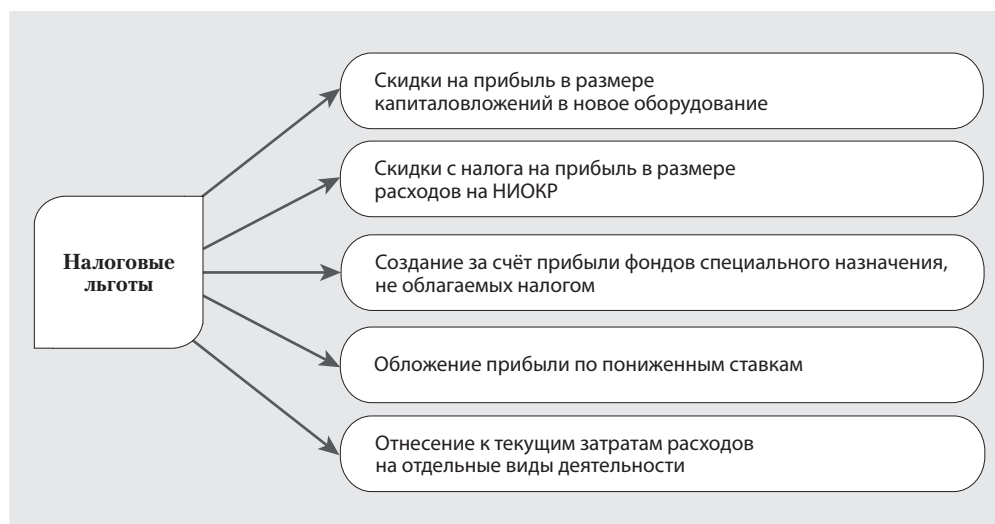 Скидки на прибыль в размере
капиталовложений в новое оборудование
Скидки с налога на прибыль в размере
расходов на НИОКР
Налоговые
льготы
Создание за счёт прибыли фондов специального назначения,
не облагаемых налогом
Обложение прибыли по пониженным ставкам
Отнесение к текущим затратам расходов
на отдельные виды деятельности